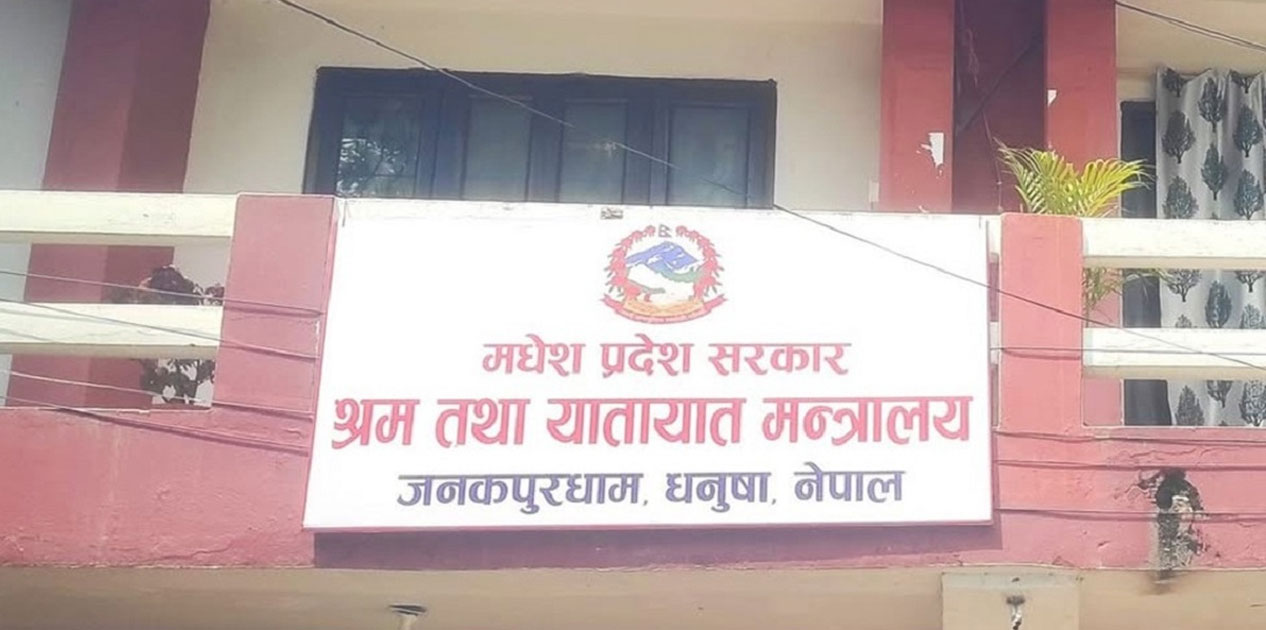 मधेश प्रदेश सरकार
श्रम तथा यातायात मन्त्रालय
जनकपुरधाम, धनुषा, नेपाल